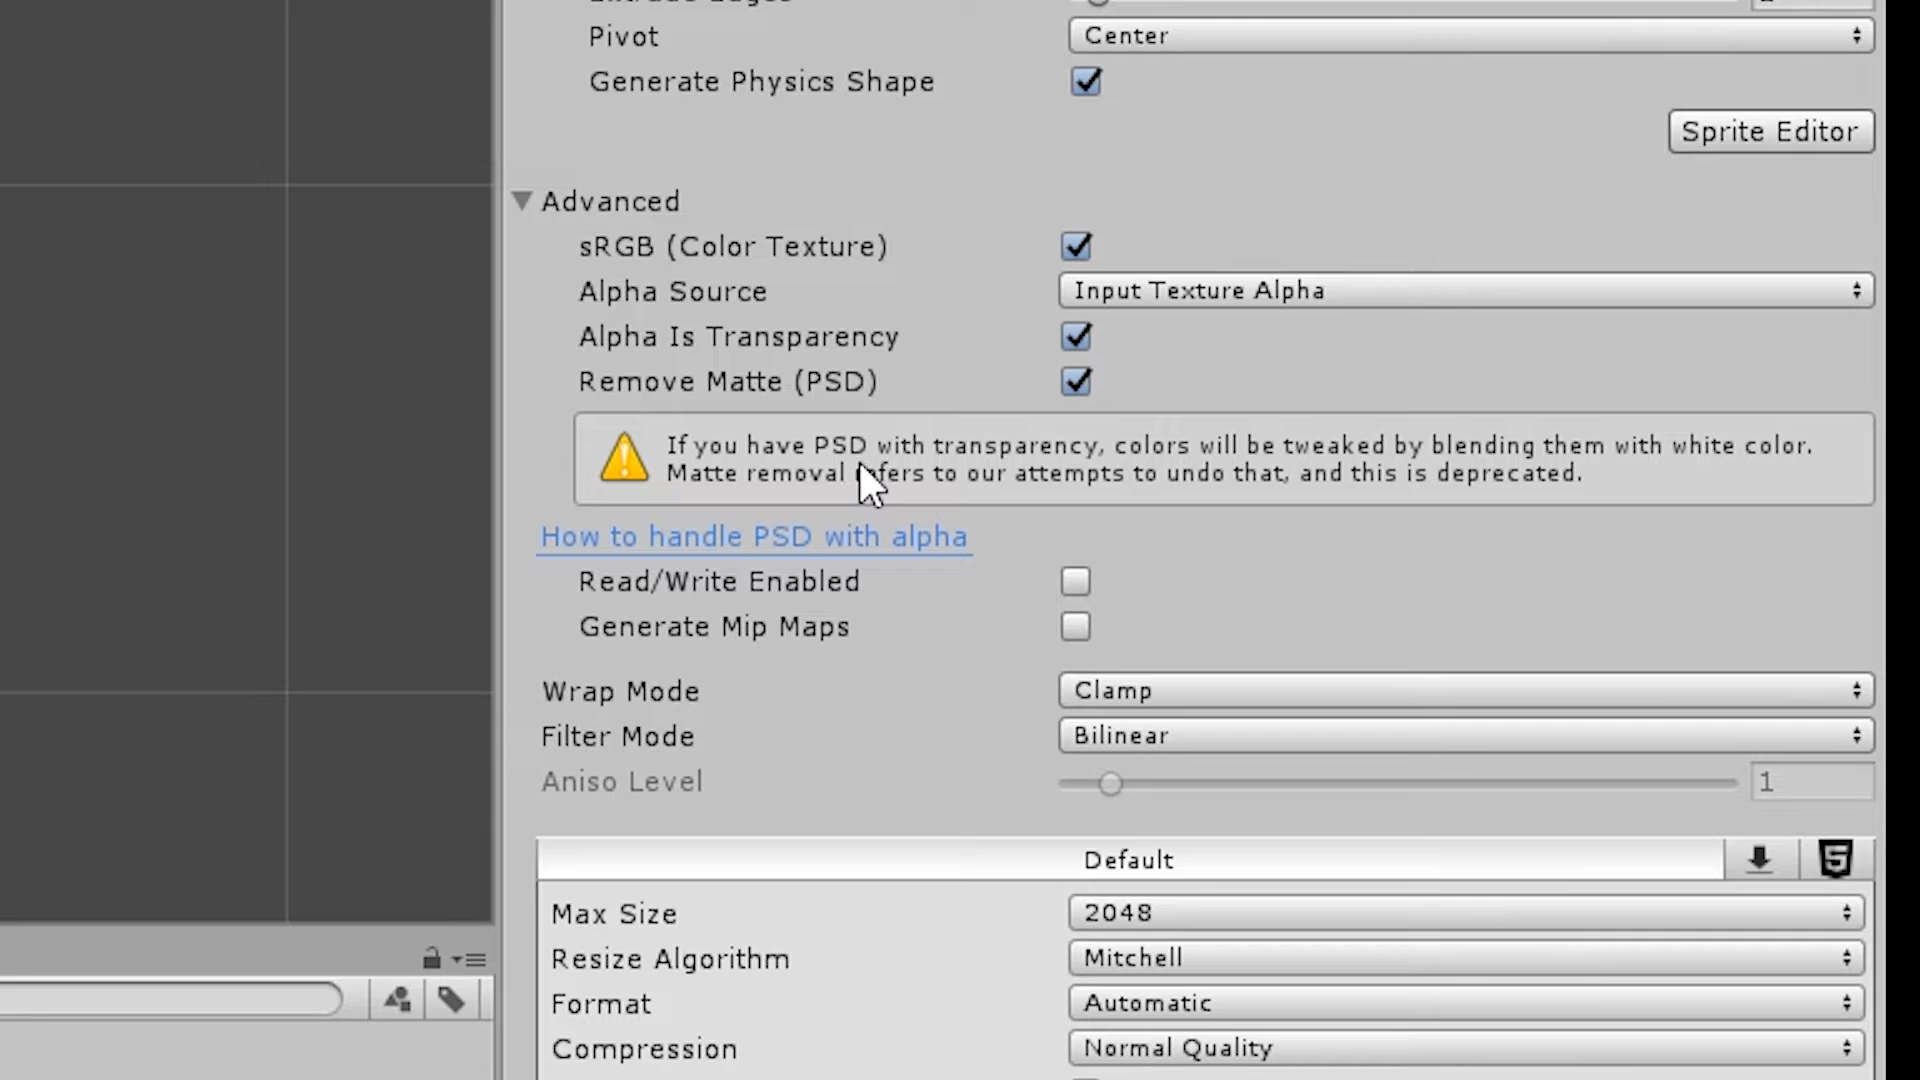 Pivot
Center
Generate Physics Shape
Sprite Editor
Advanced
sRGB (Color Texture)
Alpha Source
Input Texture Alpha
Alpha Is Transparency
Remove Matte (PSD)
If you have PSD with transparency, colors will be tweaked by blending them with white color.
Matte removal refers to our attempts to undo that, and this is deprecated.
How to handle PSD with alpha
Read/Write Enabled
Generate Mip Maps
Wrap Mode
Clamp
Filter Mode
Bilinear
Aniso Level
1
Default
Max Size
2048
Resize Algorithm
Mitchell
Format
Automatic
Compression
Normal Quality